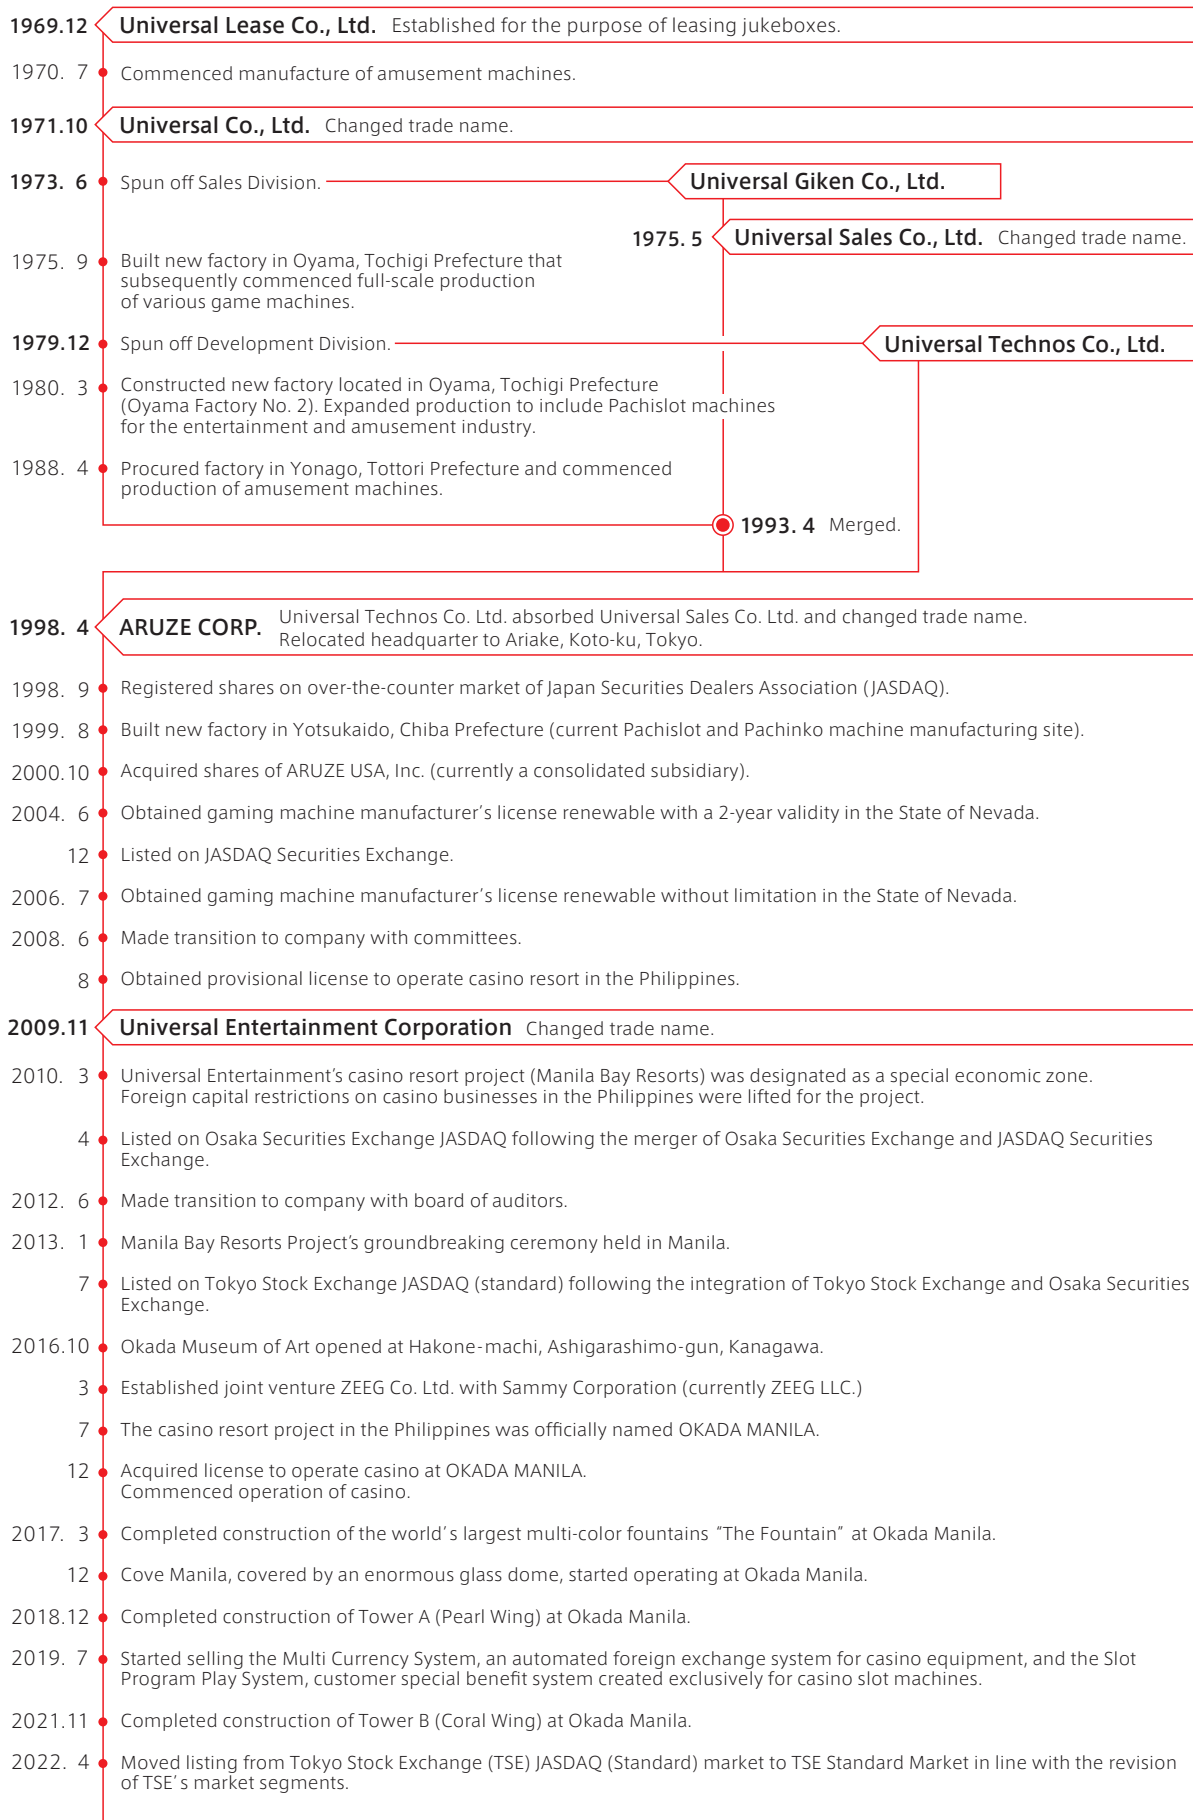 1969.12 Universal Lease Co., Ltd. Established for the purpose of leasing jukeboxes.
1970. 7 Commenced manufacture of amusement machines.
1971.10 Universal Co., Ltd. Changed trade name.
1973. 6 Spun off Sales Division. Universal Giken Co., Ltd.
1975. 5 Universal Sales Co., Ltd. Changed trade name.
1975. 9 Built new factory in Oyama, Tochigi Prefecture that
subsequently commenced full-scale production
of various game machines.
1979.12 Spun off Development Division. Universal Technos Co., Ltd.
1980. 3 Constructed new factory located in Oyama, Tochigi Prefecture
(Oyama Factory No. 2). Expanded production to include Pachislot machines
for the entertainment and amusement industry.
1988. 4 Procured factory in Yonago, Tottori Prefecture and commenced
production of amusement machines.
1993. 4 Merged.
1998. 4 ARUZE CORP. Universal Technos Co. Ltd. absorbed Universal Sales Co. Ltd. and changed trade name.
Relocated headquarter to Ariake, Koto-ku, Tokyo.
1998. 9 Registered shares on over-the-counter market of Japan Securities Dealers Association (JASDAQ).
1999. 8 Built new factory in Yotsukaido, Chiba Prefecture (current Pachislot and Pachinko machine manufacturing site).
2000.10 Acquired shares of ARUZE USA, Inc. (currently a consolidated subsidiary).
2004. 6 Obtained gaming machine manufacturer's license renewable with a 2-year validity in the State of Nevada.
12 Listed on JASDAQ Securities Exchange.
2006. 7 Obtained gaming machine manufacturer's license renewable without limitation in the State of Nevada.
2008. 6 Made transition to company with committees.
8 Obtained provisional license to operate casino resort in the Philippines.
2009.11 Universal Entertainment Corporation Changed trade name.
2010. 3 Universal Entertainment's casino resort project (Manila Bay Resorts) was designated as a special economic zone.
Foreign capital restrictions on casino businesses in the Philippines were lifted for the project.
4 Listed on Osaka Securities Exchange JASDAQ following the merger of Osaka Securities Exchange and JASDAQ Securities
Exchange.
2012. 6 Made transition to company with board of auditors.
2013. 1 Manila Bay Resorts Project's groundbreaking ceremony held in Manila.
7 Listed on Tokyo Stock Exchange JASDAQ (standard) following the integration of Tokyo Stock Exchange and Osaka Securities
Exchange.
2016.10 Okada Museum of Art opened at Hakone-machi, Ashigarashimo-gun, Kanagawa.
3 Established joint venture ZEEG Co. Ltd. with Sammy Corporation (currently ZEEG LLC.)
7 The casino resort project in the Philippines was officially named OKADA MANILA.
12 Acquired license to operate casino at OKADA MANILA.
Commenced operation of casino.
2017. 3 Completed construction of the world's largest multi-color fountains "The Fountain" at Okada Manila.
12 Cove Manila, covered by an enormous glass dome, started operating at Okada Manila.
2018.12 Completed construction of Tower A (Pearl Wing) at Okada Manila.
2019. 7 Started selling the Multi Currency System, an automated foreign exchange system for casino equipment, and the Slot
Program Play System, customer special benefit system created exclusively for casino slot machines.
2021.11 Completed construction of Tower B (Coral Wing) at Okada Manila.
2022. 4 Moved listing from Tokyo Stock Exchange (TSE) JASDAQ (Standard) market to TSE Standard Market in line with the revision
of TSE's market segments.